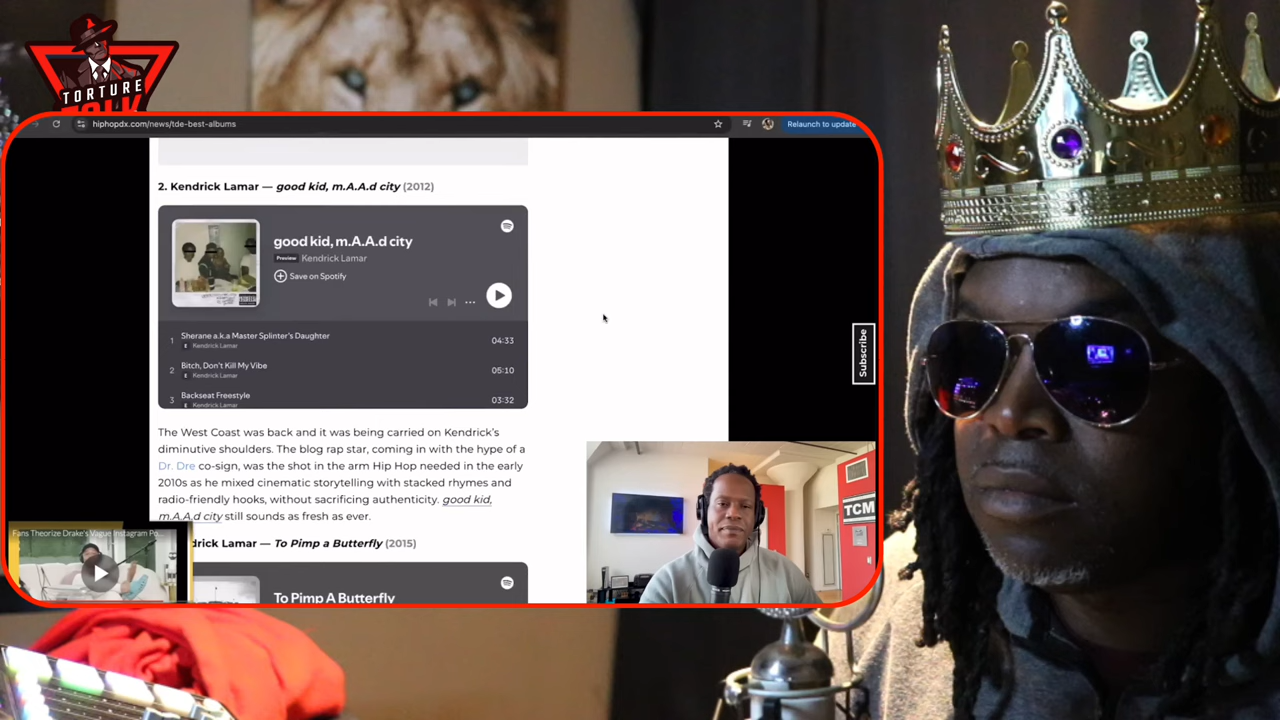 TORTURE
TALK
hiphopdx.com/news/tde-best-albums
Relaunch to update
2. Kendrick Lamar — good kid, m.A.A.d city (2012)
good kid, m.A.A.d city
Preview Kendrick Lamar
Save on Spotify
1 Sherane a.k.a Master Splinter's Daughter 04:33
E Kendrick Lamar
2 Bitch, Don't Kill My Vibe 05:10
E Kendrick Lamar
3 Backseat Freestyle 03:32
E Kendrick Lamar
Subscribe
The West Coast was back and it was being carried on Kendrick's
diminutive shoulders. The blog rap star, coming in with the hype of a
Dr. Dre co-sign, was the shot in the arm Hip Hop needed in the early
2010s as he mixed cinematic storytelling with stacked rhymes and
radio-friendly hooks, without sacrificing authenticity. good kid,
m.A.A.d city still sounds as fresh as ever.
Fans Theorize Drake's Vague Instagram Po...
drick Lamar — To Pimp a Butterfly (2015)
To Pimp A Butterfly
TCM